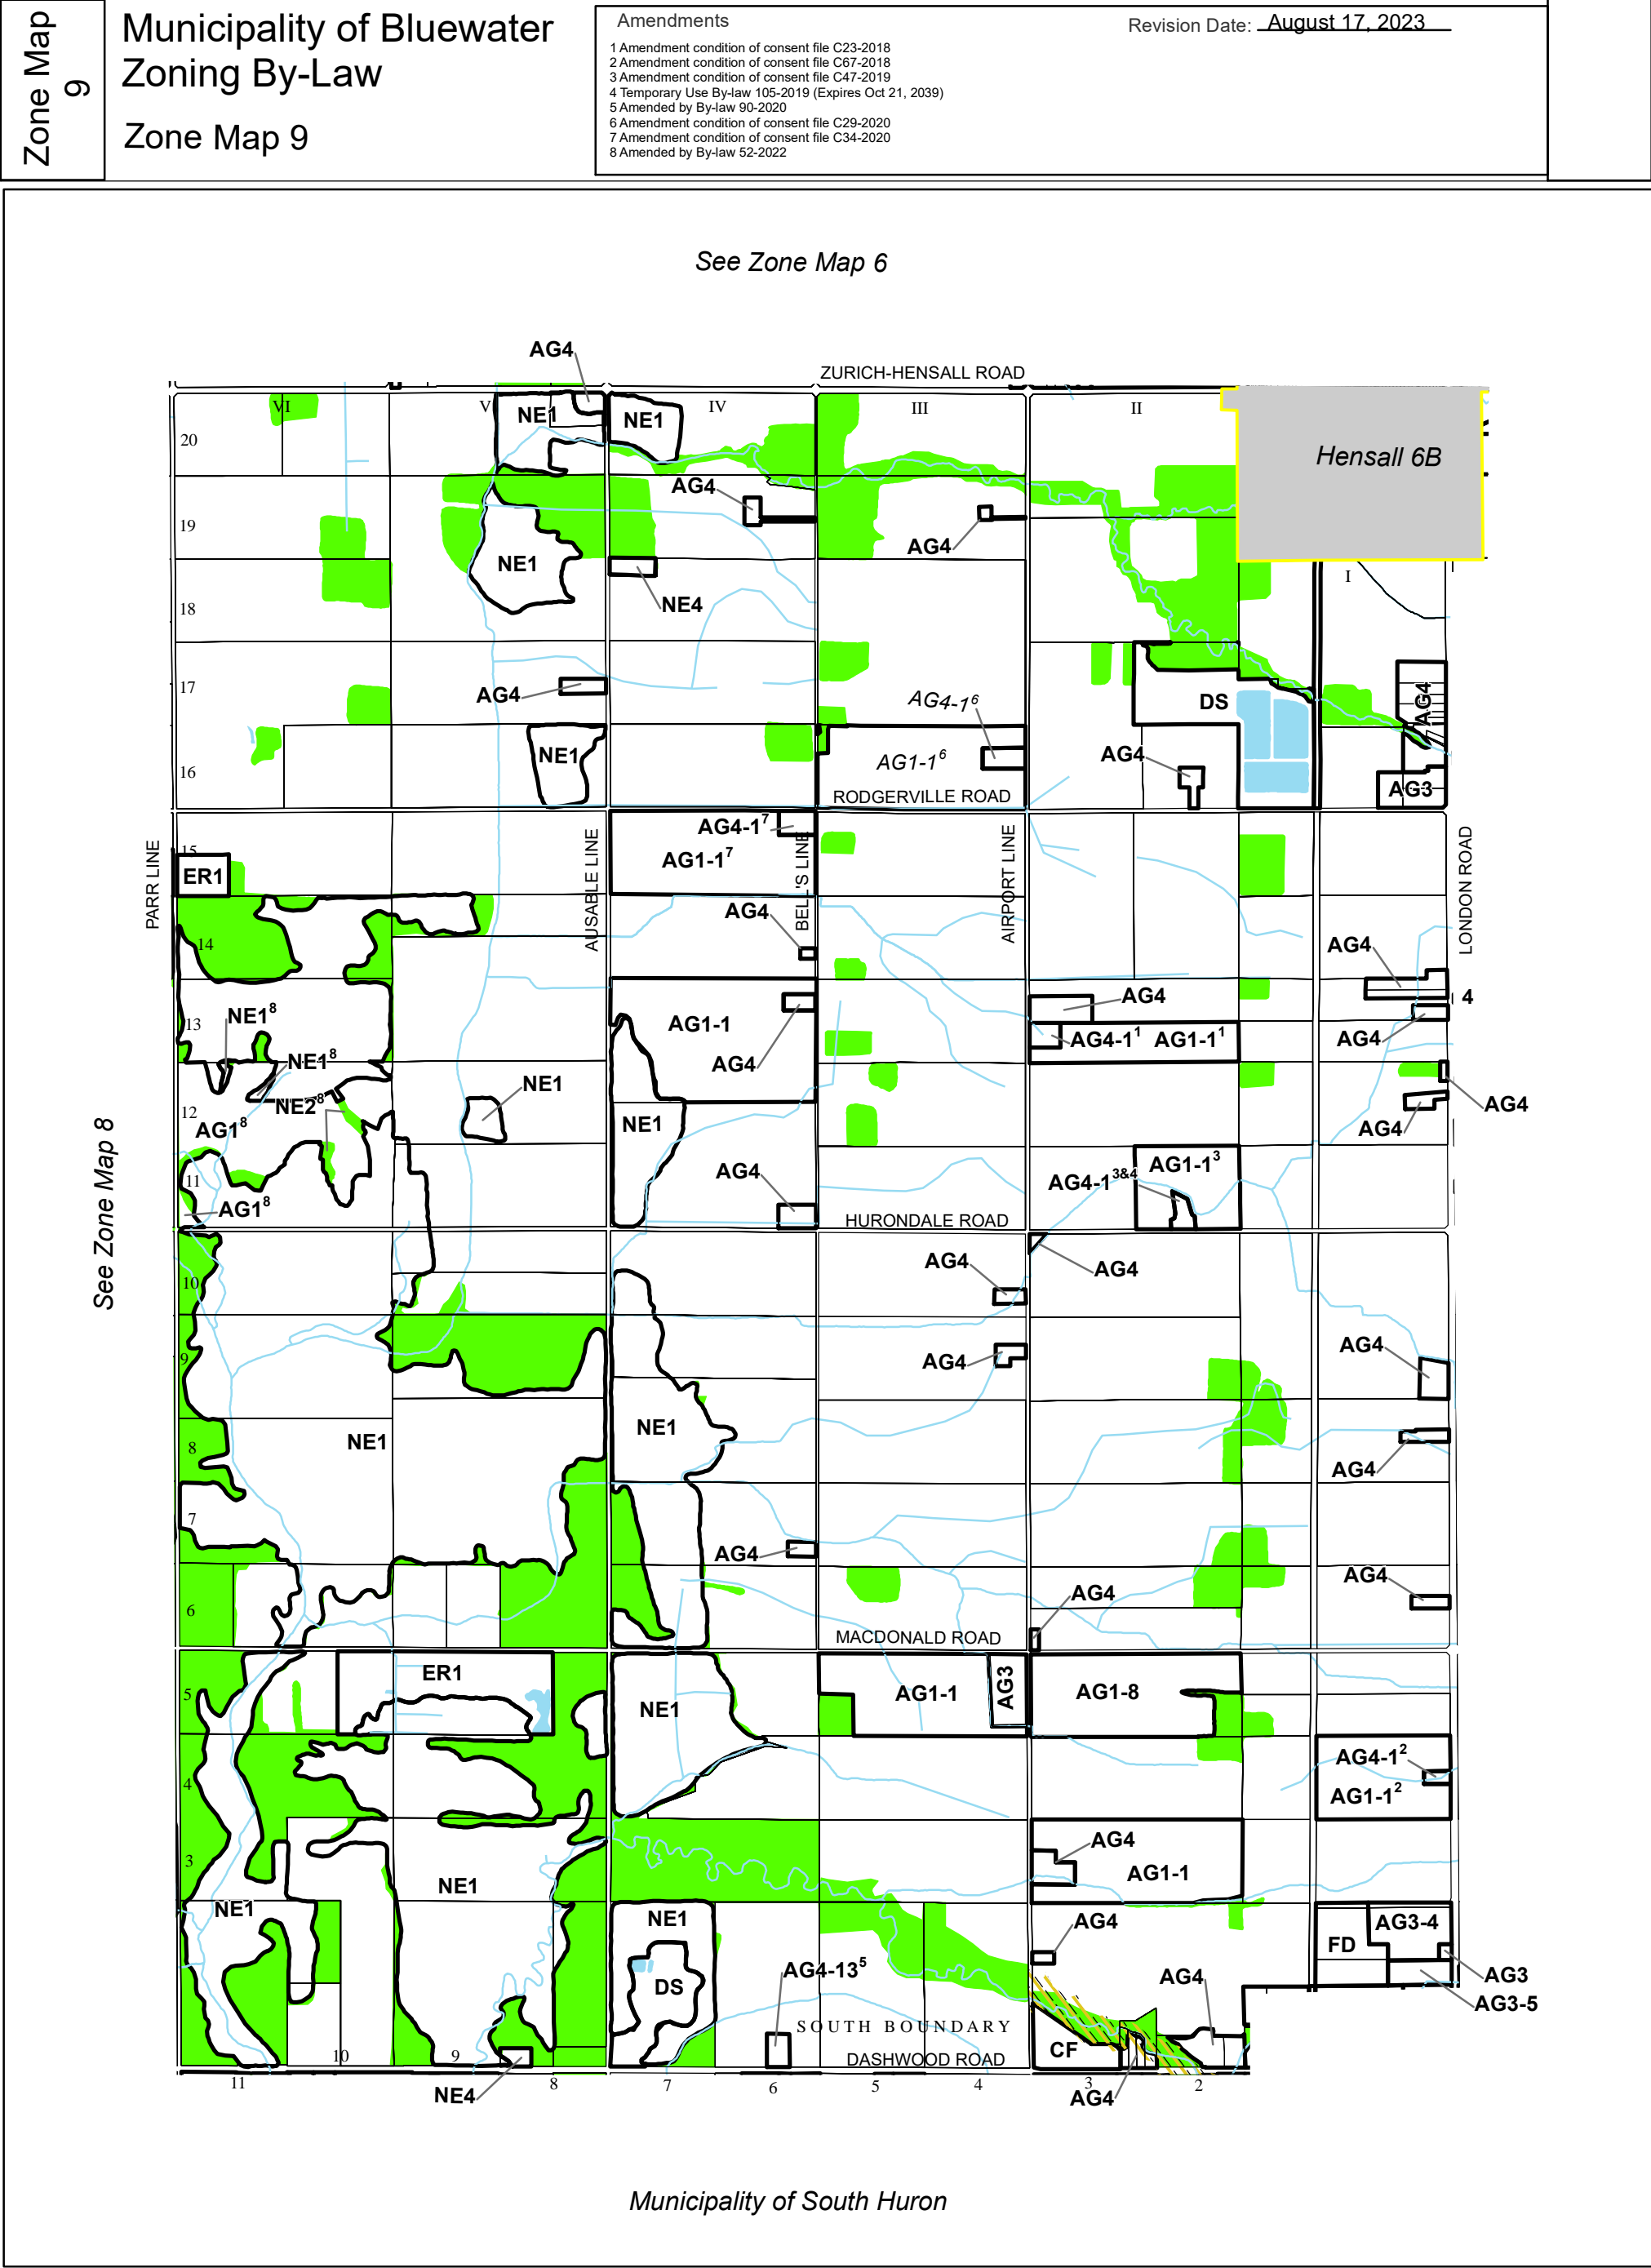 Zone Map
9
Municipality of Bluewater
Zoning By-Law
Zone Map 9
Amendments
1 Amendment condition of consent file C23-2018
2 Amendment condition of consent file C67-2018
3 Amendment condition of consent file C47-2019
4 Temporary Use By-law 105-2019 (Expires Oct 21, 2039)
5 Amended by By-law 90-2020
6 Amendment condition of consent file C29-2020
7 Amendment condition of consent file C34-2020
8 Amended by By-law 52-2022
Revision Date: August 17, 2023
See Zone Map 6
AG4
ZURICH-HENSALL ROAD
VI
V
IV
III
II
NE1
NE1
20
Hensall 6B
AG4
19
AG4
NE1
I
NE4
18
17
AG4
AG4-1⁶
DS
AG4
NE1
AG1-1⁶
AG4
16
AG3
RODGERVILLE ROAD
PARR LINE
AUSABLE LINE
BELL'S LINE
AIRPORT LINE
LONDON ROAD
AG4-1⁷
AG1-1⁷
15
ER1
AG4
14
AG4
AG4
4
NE1⁸
13
AG1-1
AG4
AG4-1¹
AG1-1¹
AG4
NE1⁸
NE1
NE2⁸
AG4
12
AG1⁸
NE1
AG4
AG1-1³
AG4-1³&⁴
11
AG4
AG1⁸
HURONDALE ROAD
See Zone Map 8
10
AG4
AG4
9
AG4
AG4
8
NE1
NE1
AG4
7
AG4
6
AG4
AG4
MACDONALD ROAD
5
ER1
NE1
AG1-1
AG3
AG1-8
4
AG4-1²
AG1-1²
3
AG4
AG1-1
NE1
NE1
NE1
AG4
AG3-4
FD
DS
AG4-13⁵
AG4
AG3
AG3-5
SOUTH BOUNDARY
CF
DASHWOOD ROAD
10
9
11
8
7
6
5
4
3
2
NE4
AG4
Municipality of South Huron